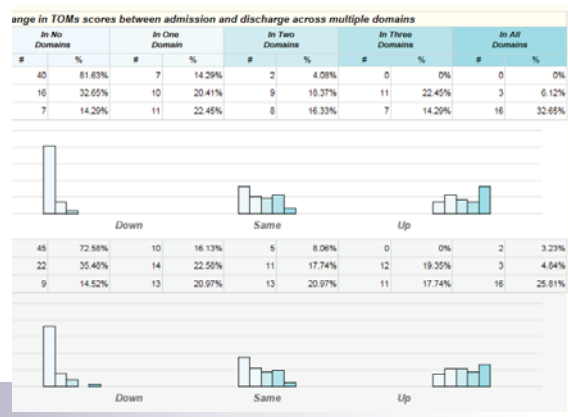 ange in TOMs scores between admission and discharge across multiple domains
In No Domains In One Domain In Two Domains In Three Domains In All Domains
# % # % # % # % # %
40 81.63% 7 14.29% 2 4.08% 0 0% 0 0%
16 32.65% 10 20.41% 9 18.37% 11 22.45% 3 6.12%
7 14.29% 11 22.45% 8 16.33% 7 14.29% 16 32.65%
Down Same Up
45 72.58% 10 16.13% 5 8.06% 0 0% 2 3.23%
22 35.48% 14 22.58% 11 17.74% 12 19.35% 3 4.84%
9 14.52% 13 20.97% 13 20.97% 11 17.74% 16 25.81%
Down Same Up